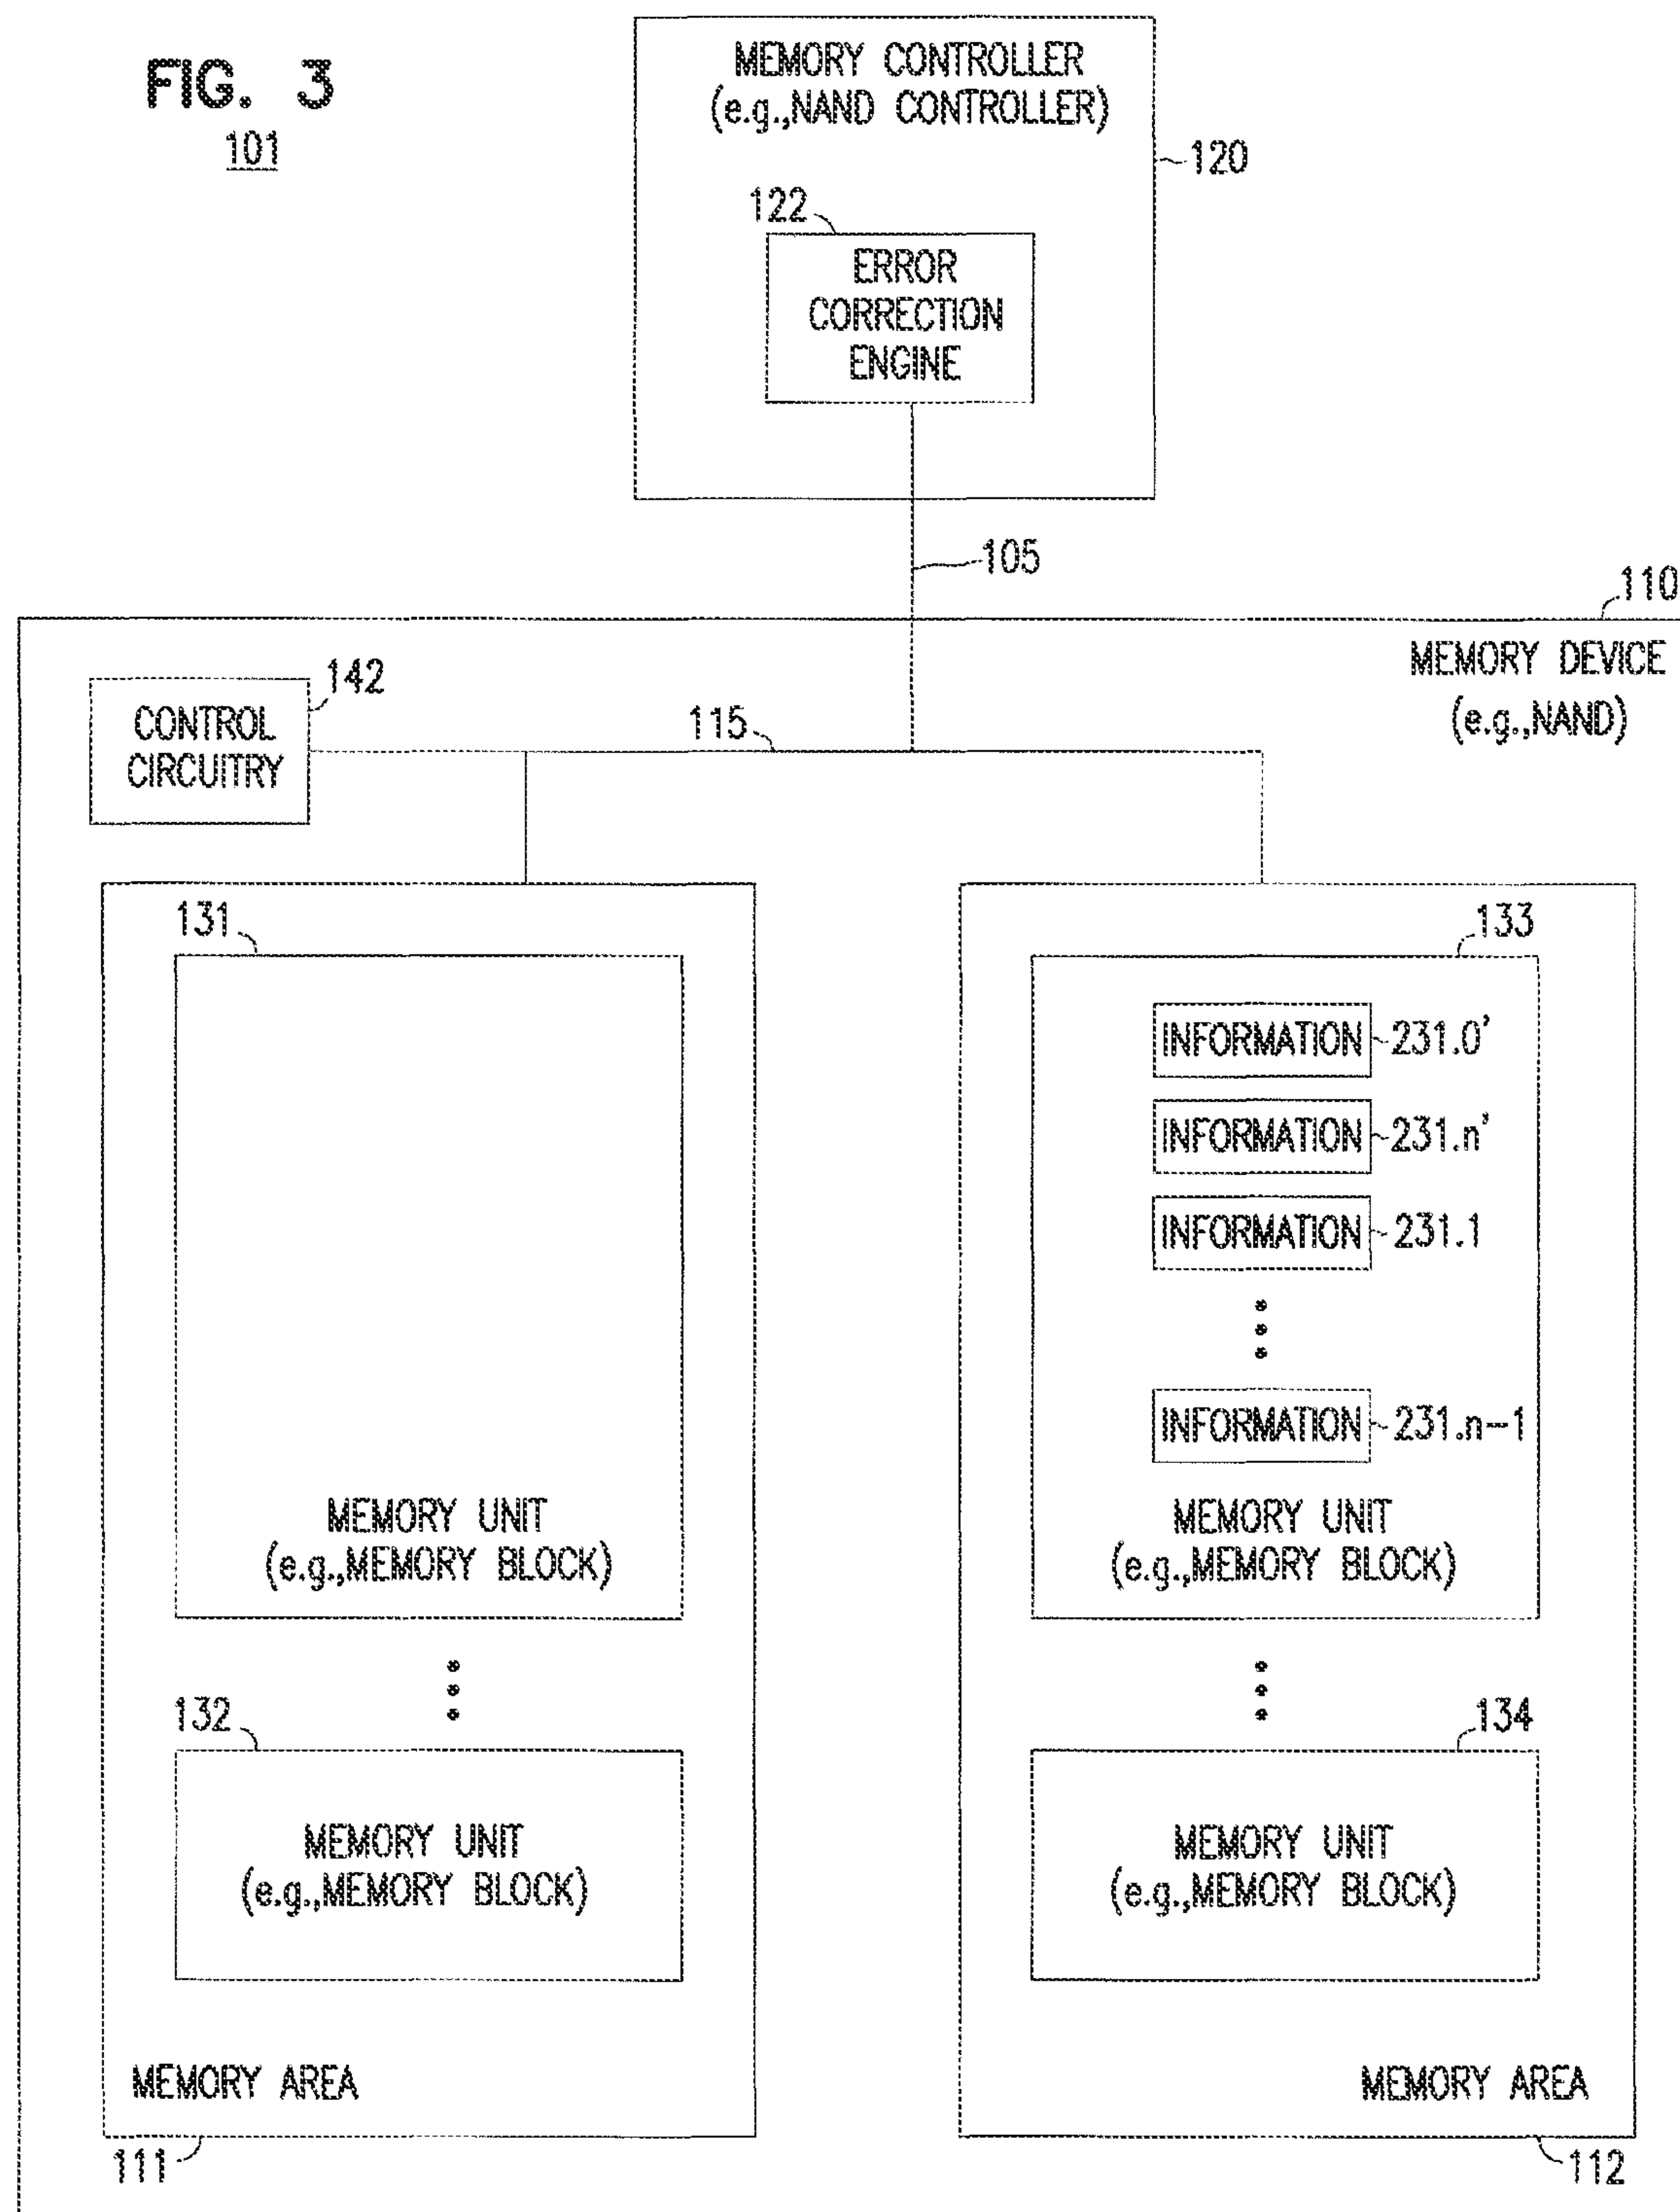 FIG. 3
101
MEMORY CONTROLLER
(e.g.,NAND CONTROLLER)
120
122
ERROR
CORRECTION
ENGINE
105
110
MEMORY DEVICE
(e.g.,NAND)
142
CONTROL
CIRCUITRY
115
131
133
INFORMATION 231.0'
INFORMATION 231.n'
INFORMATION 231.1
INFORMATION 231.n-1
MEMORY UNIT
(e.g.,MEMORY BLOCK)
MEMORY UNIT
(e.g.,MEMORY BLOCK)
132
134
MEMORY UNIT
(e.g.,MEMORY BLOCK)
MEMORY UNIT
(e.g.,MEMORY BLOCK)
MEMORY AREA
MEMORY AREA
111
112